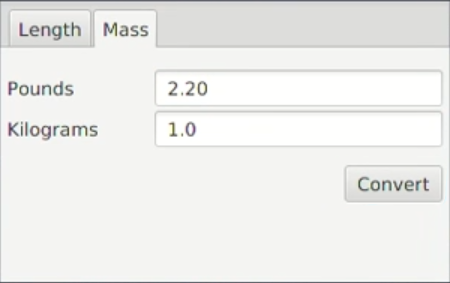 Length Mass
Pounds 2.20
Kilograms 1.0
Convert